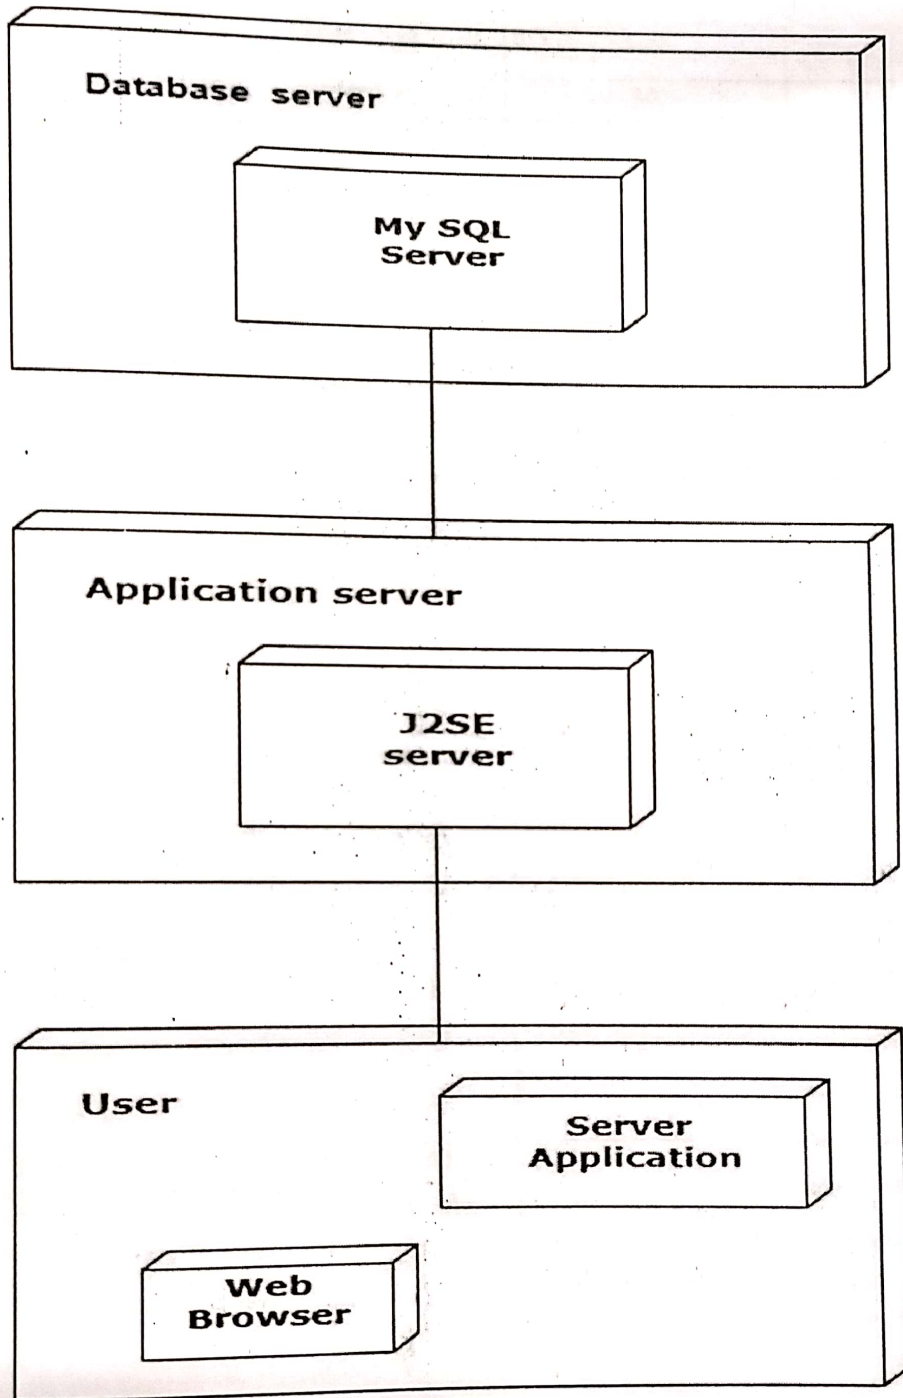 Database server
My SQL
Server
Application server
J2SE
server
User
Server
Application
Web
Browser